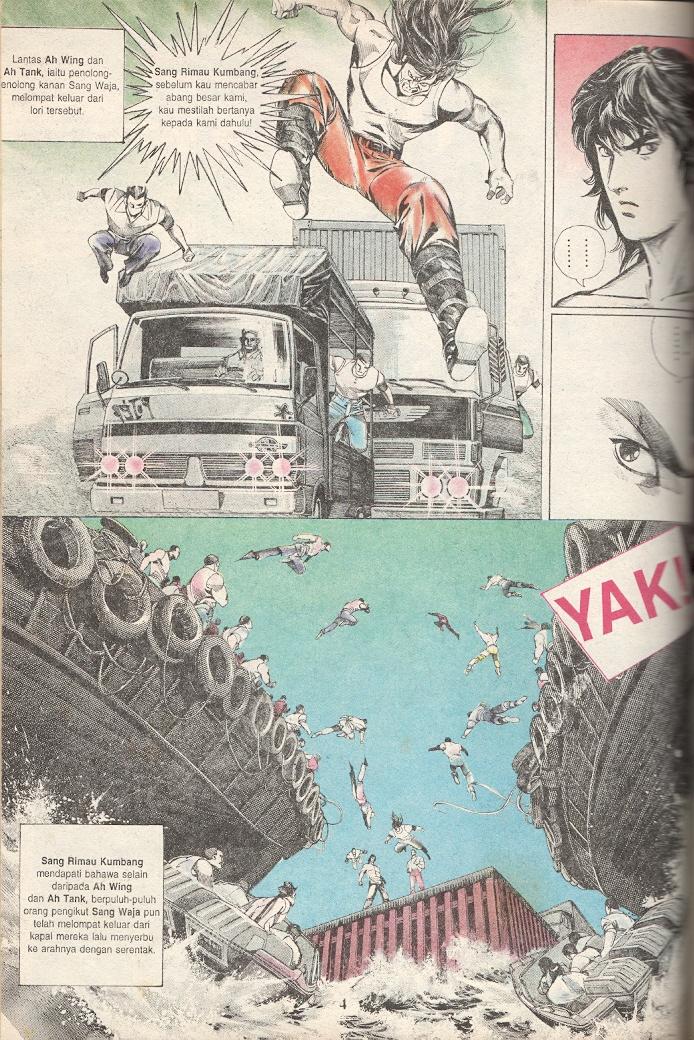 Lantas Ah Wing dan
Ah Tank, iaitu penolong-
enolong kanan Sang Waja,
melompat keluar dari
lori tersebut.
Sang Rimau Kumbang,
sebelum kau mencabar
abang besar kami,
kau mestilah bertanya
kepada kami dahulu!
YAK!
Sang Rimau Kumbang
mendapati bahawa selain
daripada Ah Wing
dan Ah Tank, berpuluh-puluh
orang pengikut Sang Waja pun
telah melompat keluar dari
kapal mereka lalu menyerbu
ke arahnya dengan serentak.